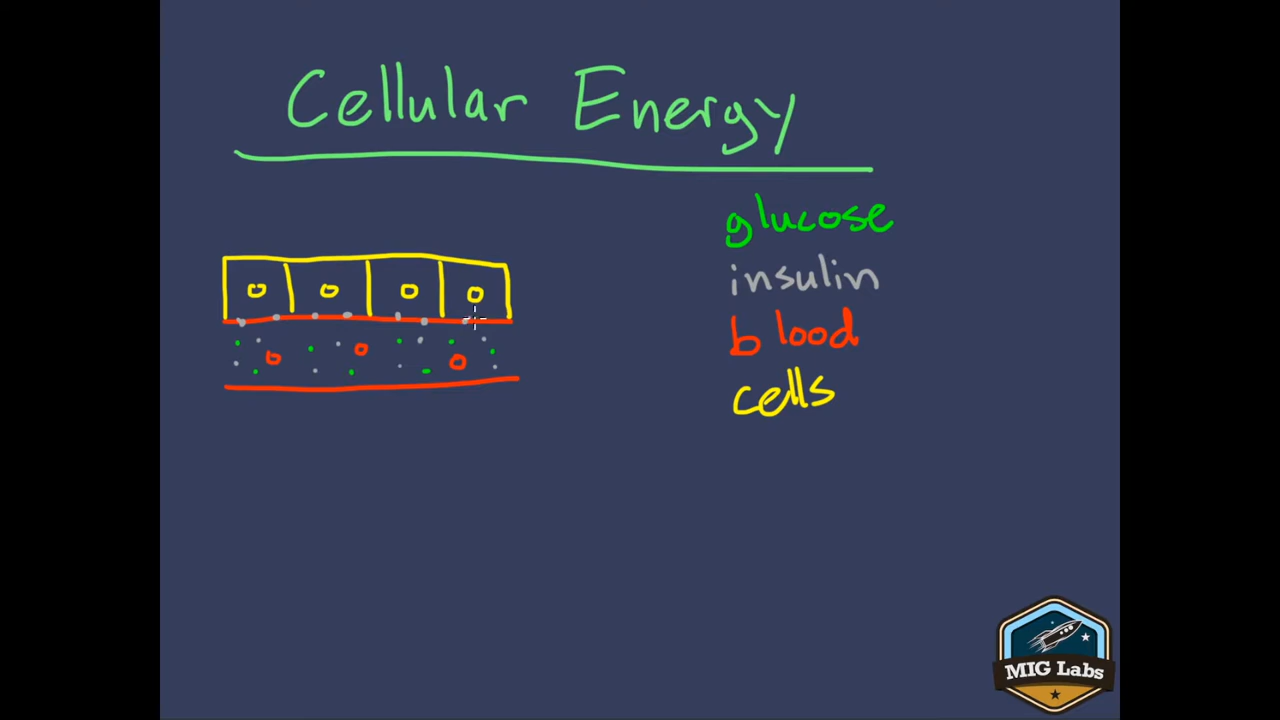 Cellular Energy
glucose
insulin
blood
cells
MIG Labs